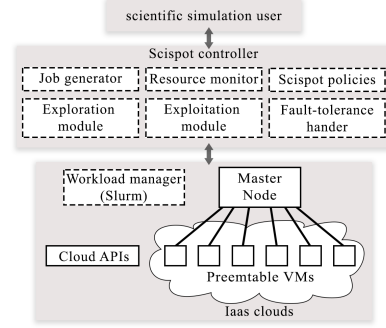 scientific simulation user
Scispot controller
Job generator
Resource monitor
Scispot policies
Exploration
module
Exploitation
module
Fault-tolerance
hander
Workload manager
(Slurm)
Master
Node
Cloud APIs
Preemtable VMs
Iaas clouds